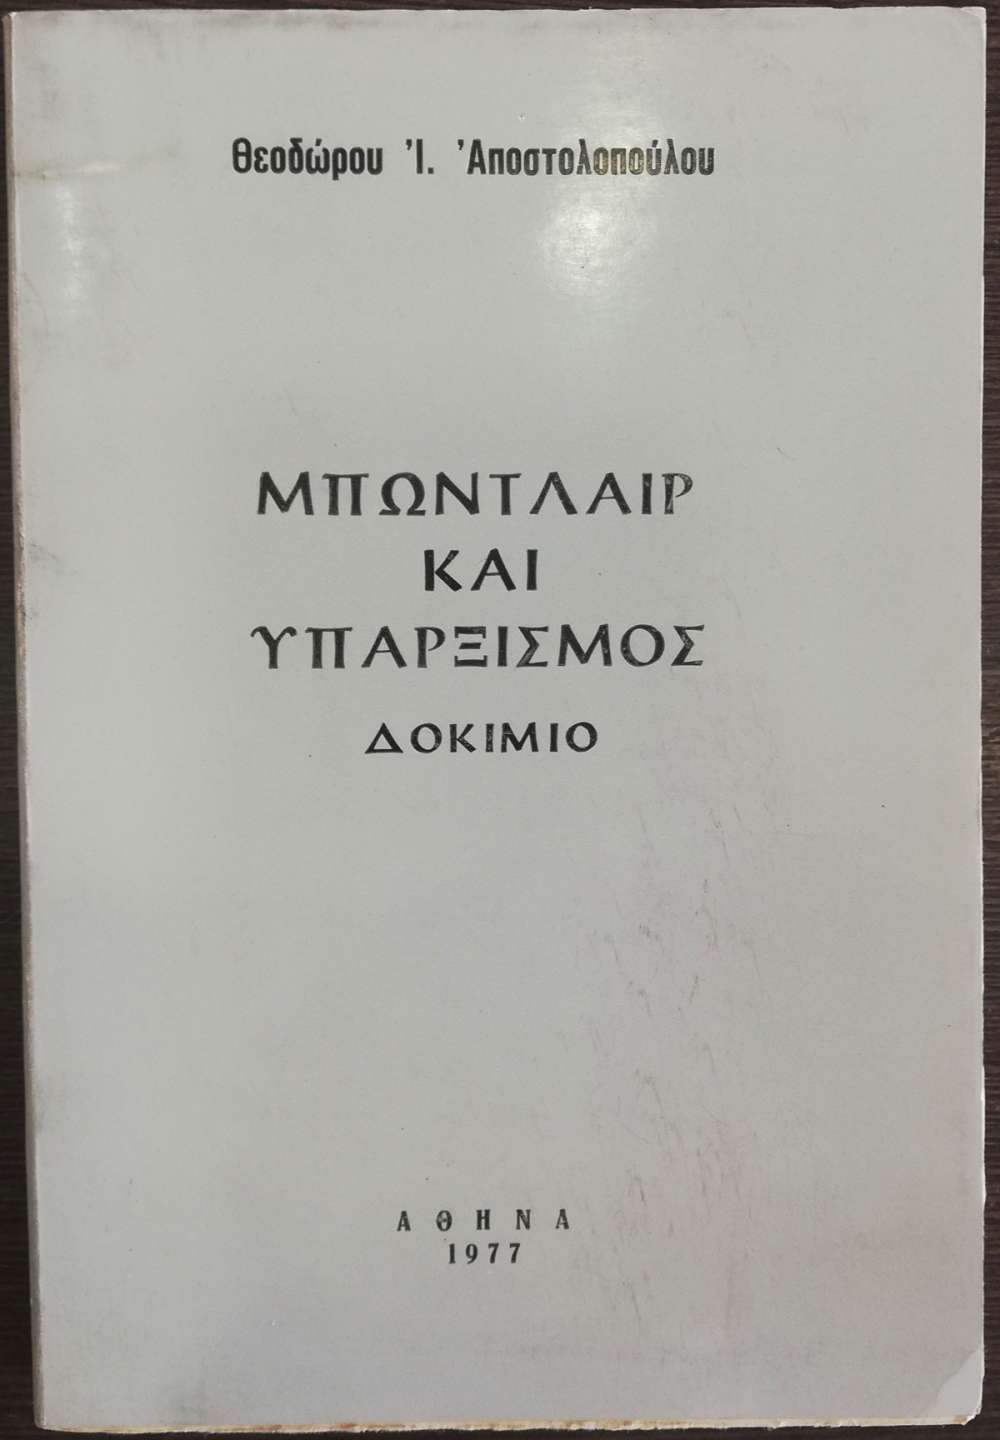 Θεοδώρου Ἰ. Ἀποστολοπούλου
ΜΠΩΝΤΛΑΙΡ
ΚΑΙ
ΥΠΑΡΞΙΣΜΟΣ
ΔΟΚΙΜΙΟ
ΑΘΗΝΑ
1977